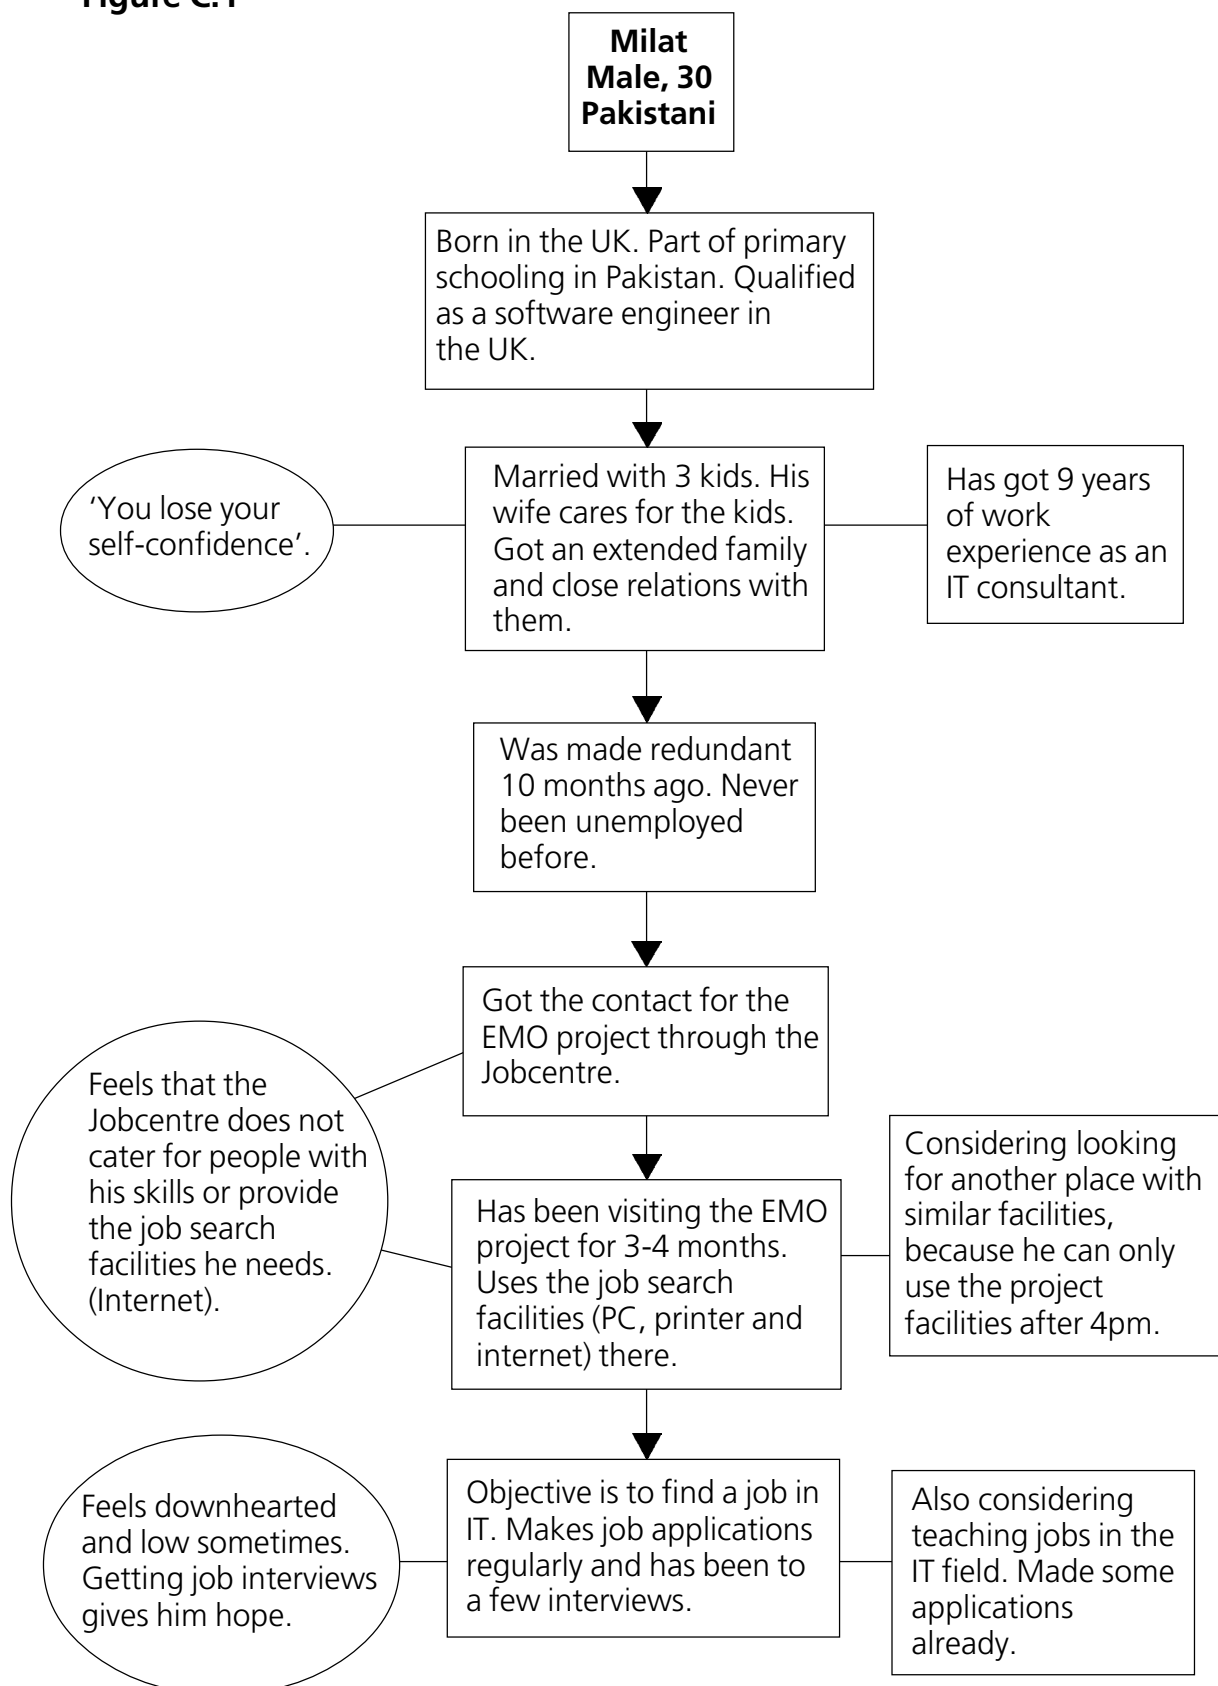 Figure C.1
Milat
Male, 30
Pakistani
Born in the UK. Part of primary
schooling in Pakistan. Qualified
as a software engineer in
the UK.
'You lose your
self-confidence'.
Married with 3 kids. His
wife cares for the kids.
Got an extended family
and close relations with
them.
Has got 9 years
of work
experience as an
IT consultant.
Was made redundant
10 months ago. Never
been unemployed
before.
Got the contact for the
EMO project through the
Jobcentre.
Feels that the
Jobcentre does not
cater for people with
his skills or provide
the job search
facilities he needs.
(Internet).
Has been visiting the EMO
project for 3-4 months.
Uses the job search
facilities (PC, printer and
internet) there.
Considering looking
for another place with
similar facilities,
because he can only
use the project
facilities after 4pm.
Feels downhearted
and low sometimes.
Getting job interviews
gives him hope.
Objective is to find a job in
IT. Makes job applications
regularly and has been to
a few interviews.
Also considering
teaching jobs in the
IT field. Made some
applications
already.